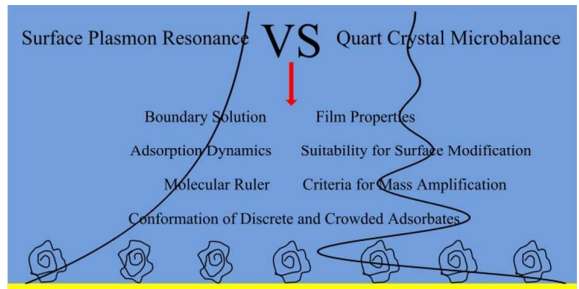 Surface Plasmon Resonance VS Quart Crystal Microbalance
Boundary Solution Film Properties
Adsorption Dynamics Suitability for Surface Modification
Molecular Ruler Criteria for Mass Amplification
Conformation of Discrete and Crowded Adsorbates